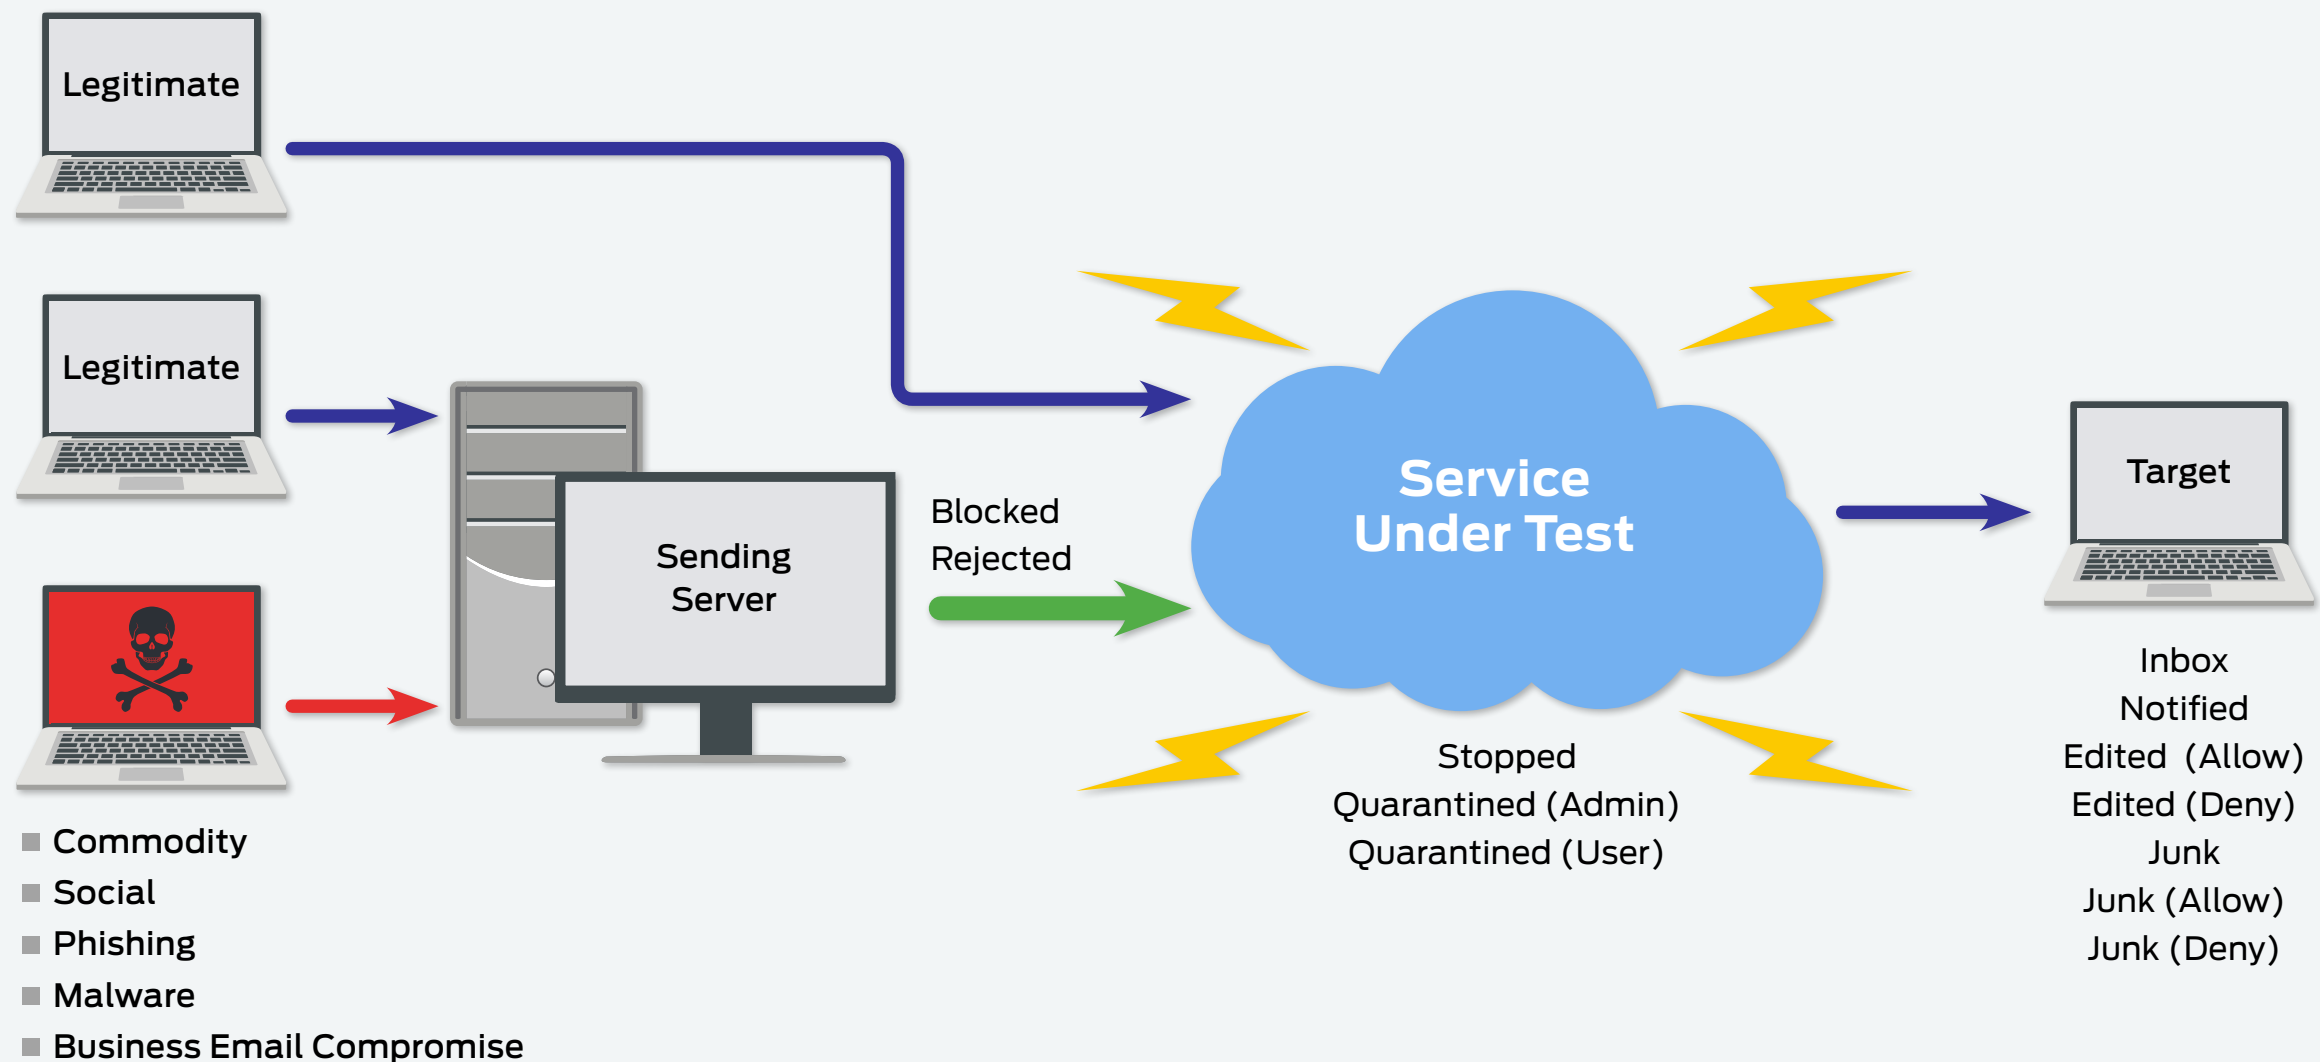 Legitimate
Legitimate
Sending
Server
Blocked
Rejected
Service
Under Test
Target
Stopped
Quarantined (Admin)
Quarantined (User)
Inbox
Notified
Edited (Allow)
Edited (Deny)
Junk
Junk (Allow)
Junk (Deny)
Commodity
Social
Phishing
Malware
Business Email Compromise